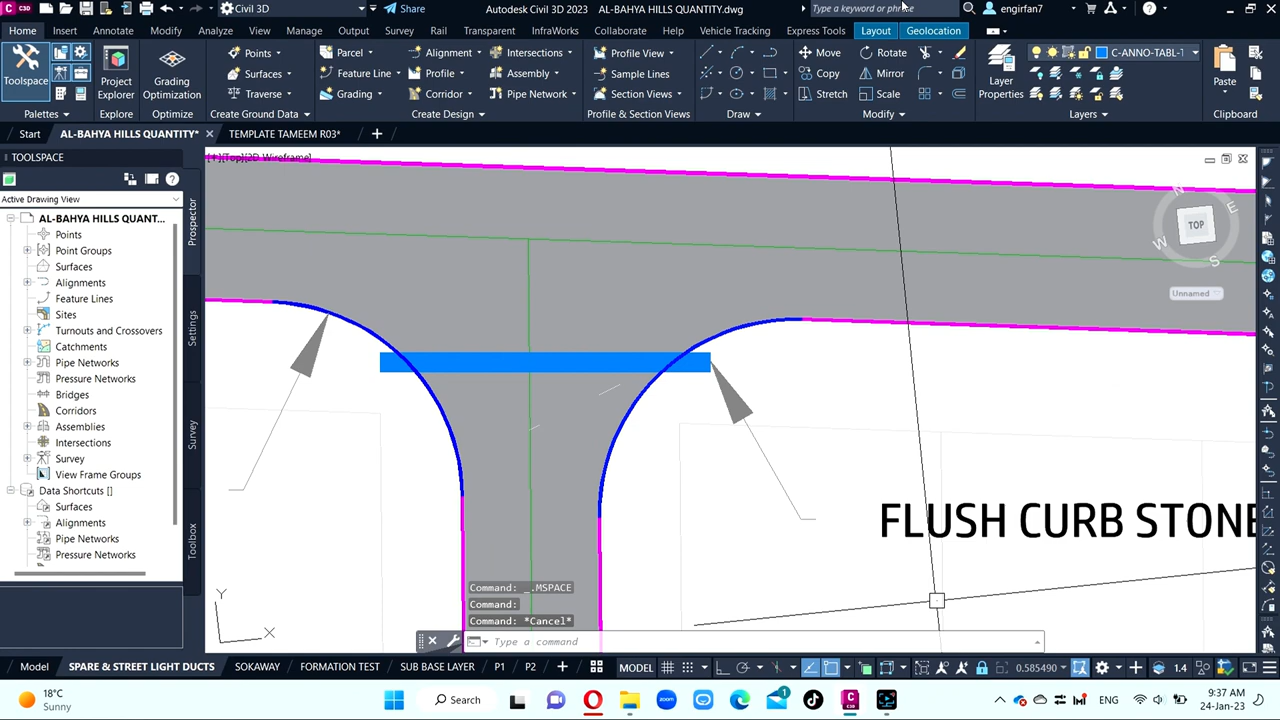 C3D Civil 3D Share Autodesk Civil 3D 2023 AL-BAHYA HILLS QUANTITY.dwg Type a keyword or phrase engirfan7
Home Insert Annotate Modify Analyze View Manage Output Survey Rail Transparent InfraWorks Collaborate Help Vehicle Tracking Express Tools Layout Geolocation
Points Parcel Alignment Intersections Profile View Move Rotate C-ANNO-TABL-T
Surfaces Feature Line Profile Assembly Sample Lines Copy Mirror
Traverse Grading Corridor Pipe Network Section Views Stretch Scale
Toolspace Project Explorer Grading Optimization Layer Properties Paste
Palettes Explore Optimize Create Ground Data Create Design Profile & Section Views Draw Modify Layers Clipboard
Start AL-BAHYA HILLS QUANTITY* TEMPLATE TAMEEM R03*
TOOLSPACE
[+][Top][2D Wireframe]
Active Drawing View
AL-BAHYA HILLS QUANT...
Points
Point Groups
Surfaces
Alignments
Feature Lines
Sites
Turnouts and Crossovers
Catchments
Pipe Networks
Pressure Networks
Bridges
Corridors
Assemblies
Intersections
Survey
View Frame Groups
Data Shortcuts []
Surfaces
Alignments
Pipe Networks
Pressure Networks
Prospector
Settings
Survey
Toolbox
N
E
TOP
W
S
Unnamed
FLUSH CURB STONE
Y
X
Command: _.MSPACE
Command:
Command: *Cancel*
Type a command
Model SPARE & STREET LIGHT DUCTS SOKAWAY FORMATION TEST SUB BASE LAYER P1 P2 MODEL 0.585490 1.4
18°C
Sunny
Search
zoom
1
C3D
ENG
9:37 AM
24-Jan-23